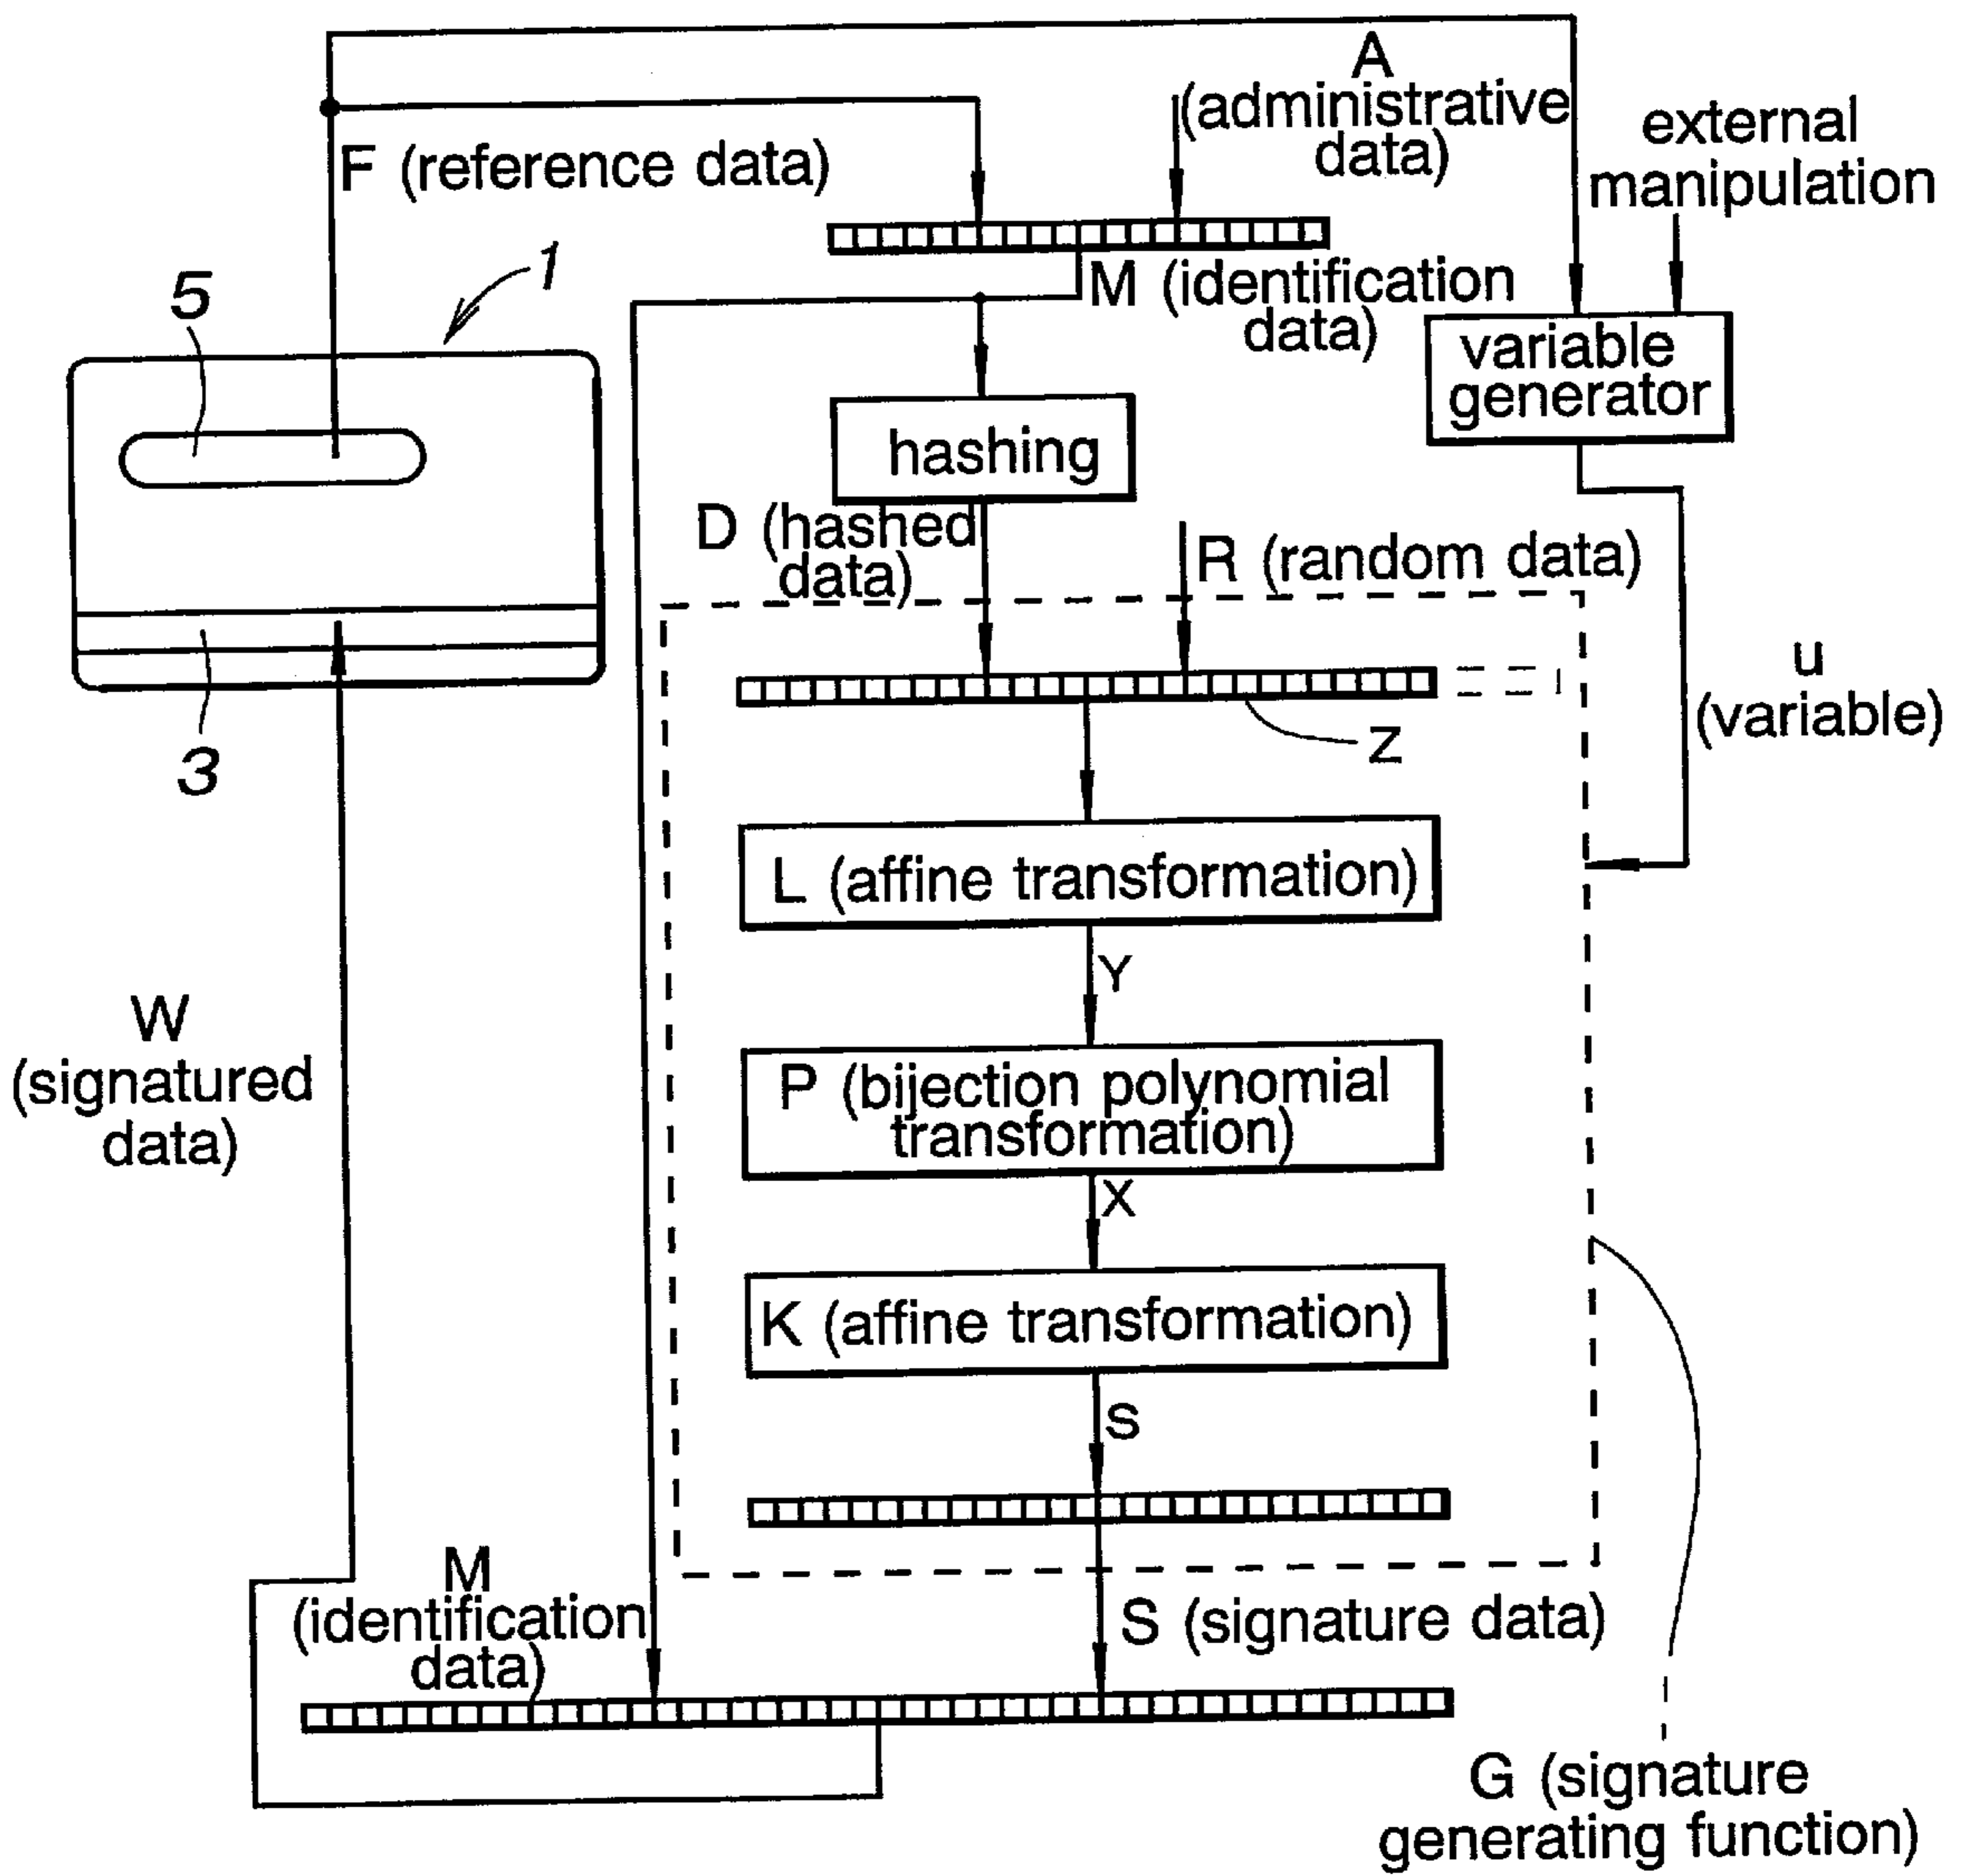 A
(administrative
data)
external
manipulation
F (reference data)
1
5
M (identification
data)
variable
generator
hashing
D (hashed
data)
R (random data)
u
(variable)
Z
3
L (affine transformation)
Y
W
(signatured
data)
P (bijection polynomial
transformation)
X
K (affine transformation)
S
M
(identification
data)
S (signature data)
G (signature
generating function)